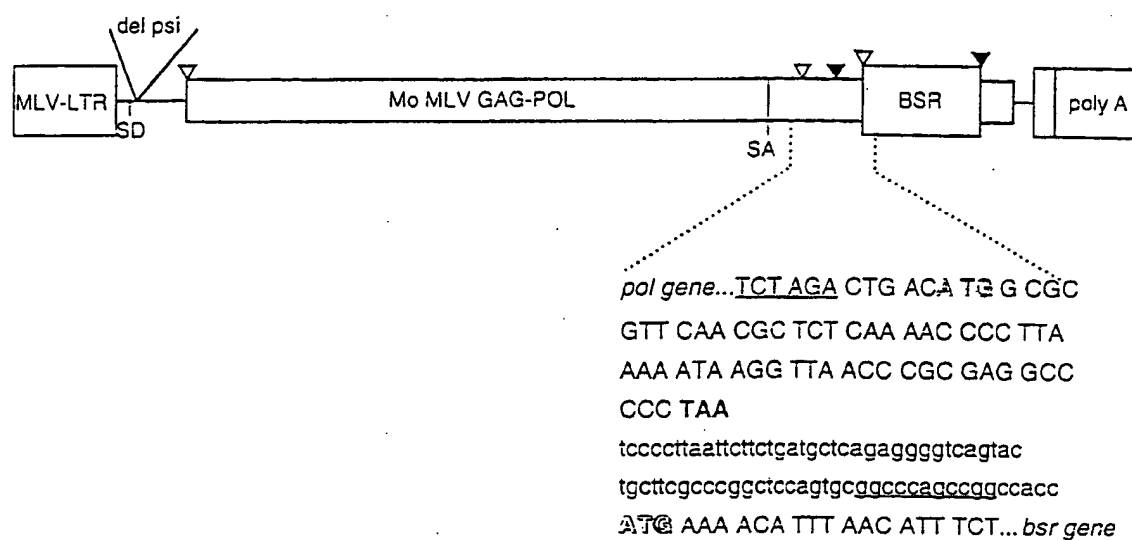 del psi
MLV-LTR
SD
Mo MLV GAG-POL
SA
BSR
poly A
pol gene...TCT AGA CTG ACA TG G CGC
GTT CAA CGC TCT CAA AAC CCC TTA
AAA ATA AGG TTA ACC CGC GAG GCC
CCC TAA
tccccttaattcttctgatgctcagaggggtcagtac
tgcttcgcccggctccagtgcggcccagccggccacc
ATG AAA ACA TTT AAC ATT TCT... bsr gene